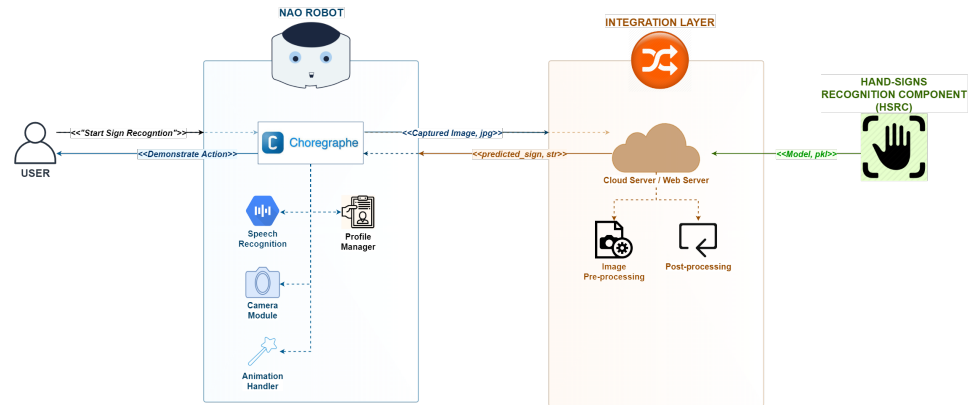 NAO ROBOT
INTEGRATION LAYER
HAND-SIGNS
RECOGNITION COMPONENT
(HSRC)
<<"Start Sign Recogntion">>
C Choregraphe
<<Captured Image, jpg>>
<<Demonstrate Action>>
<<predicted_sign, str>>
<<Model, pkl>>
USER
Cloud Server / Web Server
Speech
Recognition
Profile
Manager
Image
Pre-processing
Post-processing
Camera
Module
Animation
Handler